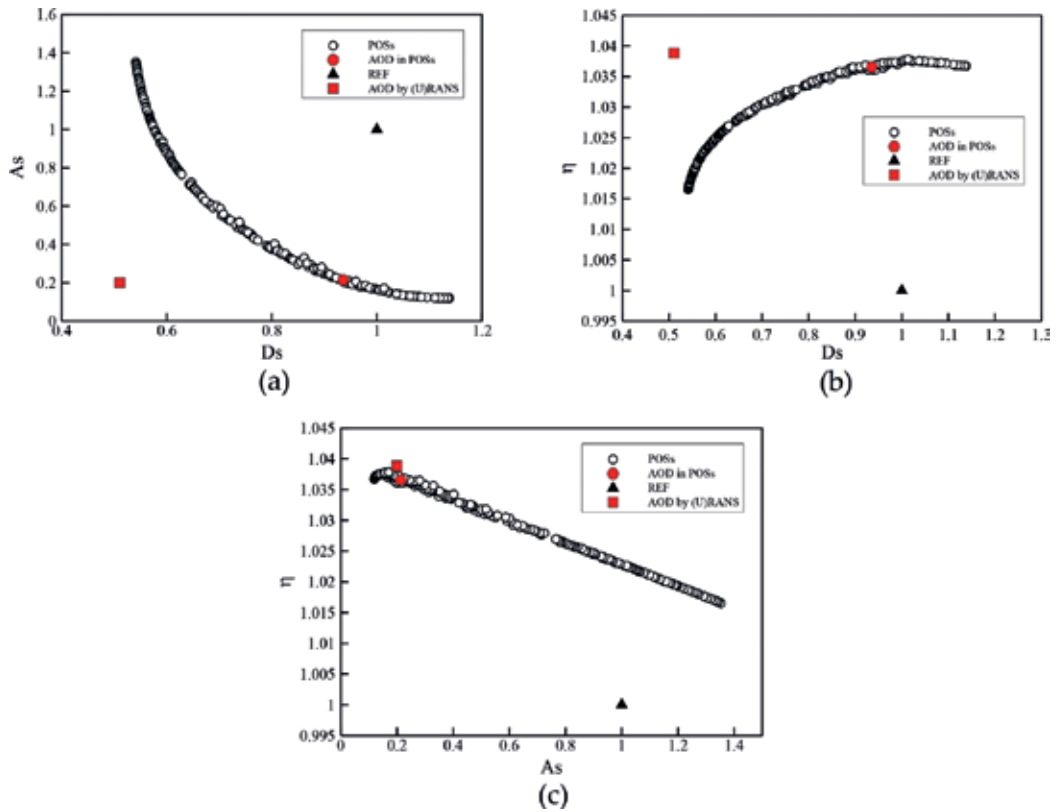 1.6
1.4
1.2
1
0.8
0.6
0.4
0.2
0
As
0.4 0.6 0.8 1 1.2
Ds
POSs
AOD in POSs
REF
AOD by (U)RANS
(a)
1.045
1.04
1.035
1.03
1.025
1.02
1.015
1.01
1.005
1
0.995
η
0.4 0.5 0.6 0.7 0.8 0.9 1 1.1 1.2 1.3
Ds
POSs
AOD in POSs
REF
AOD by (U)RANS
(b)
1.045
1.04
1.035
1.03
1.025
1.02
1.015
1.01
1.005
1
0.995
η
0 0.2 0.4 0.6 0.8 1 1.2 1.4
As
POSs
AOD in POSs
REF
AOD by (U)RANS
(c)